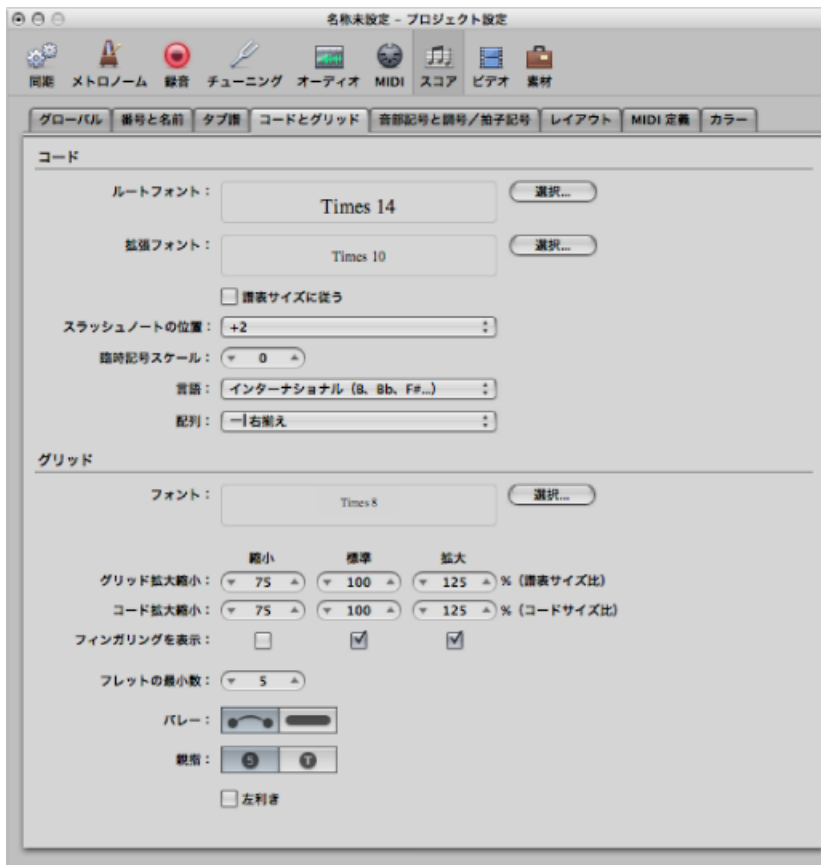 名称未設定 – プロジェクト設定
同期 メトロノーム 録音 チューニング オーディオ MIDI スコア ビデオ 素材
グローバル 番号と名前 タブ譜 コードとグリッド 音部記号と調号／拍子記号 レイアウト MIDI 定義 カラー
コード
ルートフォント： Times 14 選択...
拡張フォント： Times 10 選択...
譜表サイズに従う
スラッシュノートの位置： +2
臨時記号スケール： 0
言語： インターナショナル（B、Bb、F#...）
配列： 右揃え
グリッド
フォント： Times 8 選択...
縮小 標準 拡大
グリッド拡大縮小： 75 100 125 %（譜表サイズ比）
コード拡大縮小： 75 100 125 %（コードサイズ比）
フィンガリングを表示：
フレットの最小数： 5
バレー：
親指： 5 T
左利き